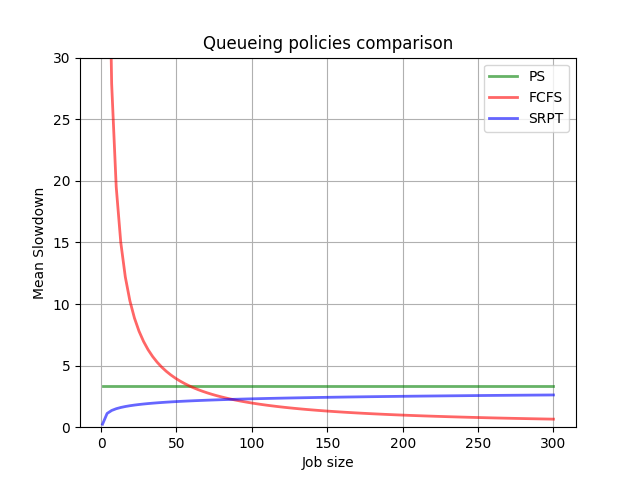 Queueing policies comparison
PS
FCFS
SRPT
30
25
20
15
10
5
0
Mean Slowdown
0 50 100 150 200 250 300
Job size